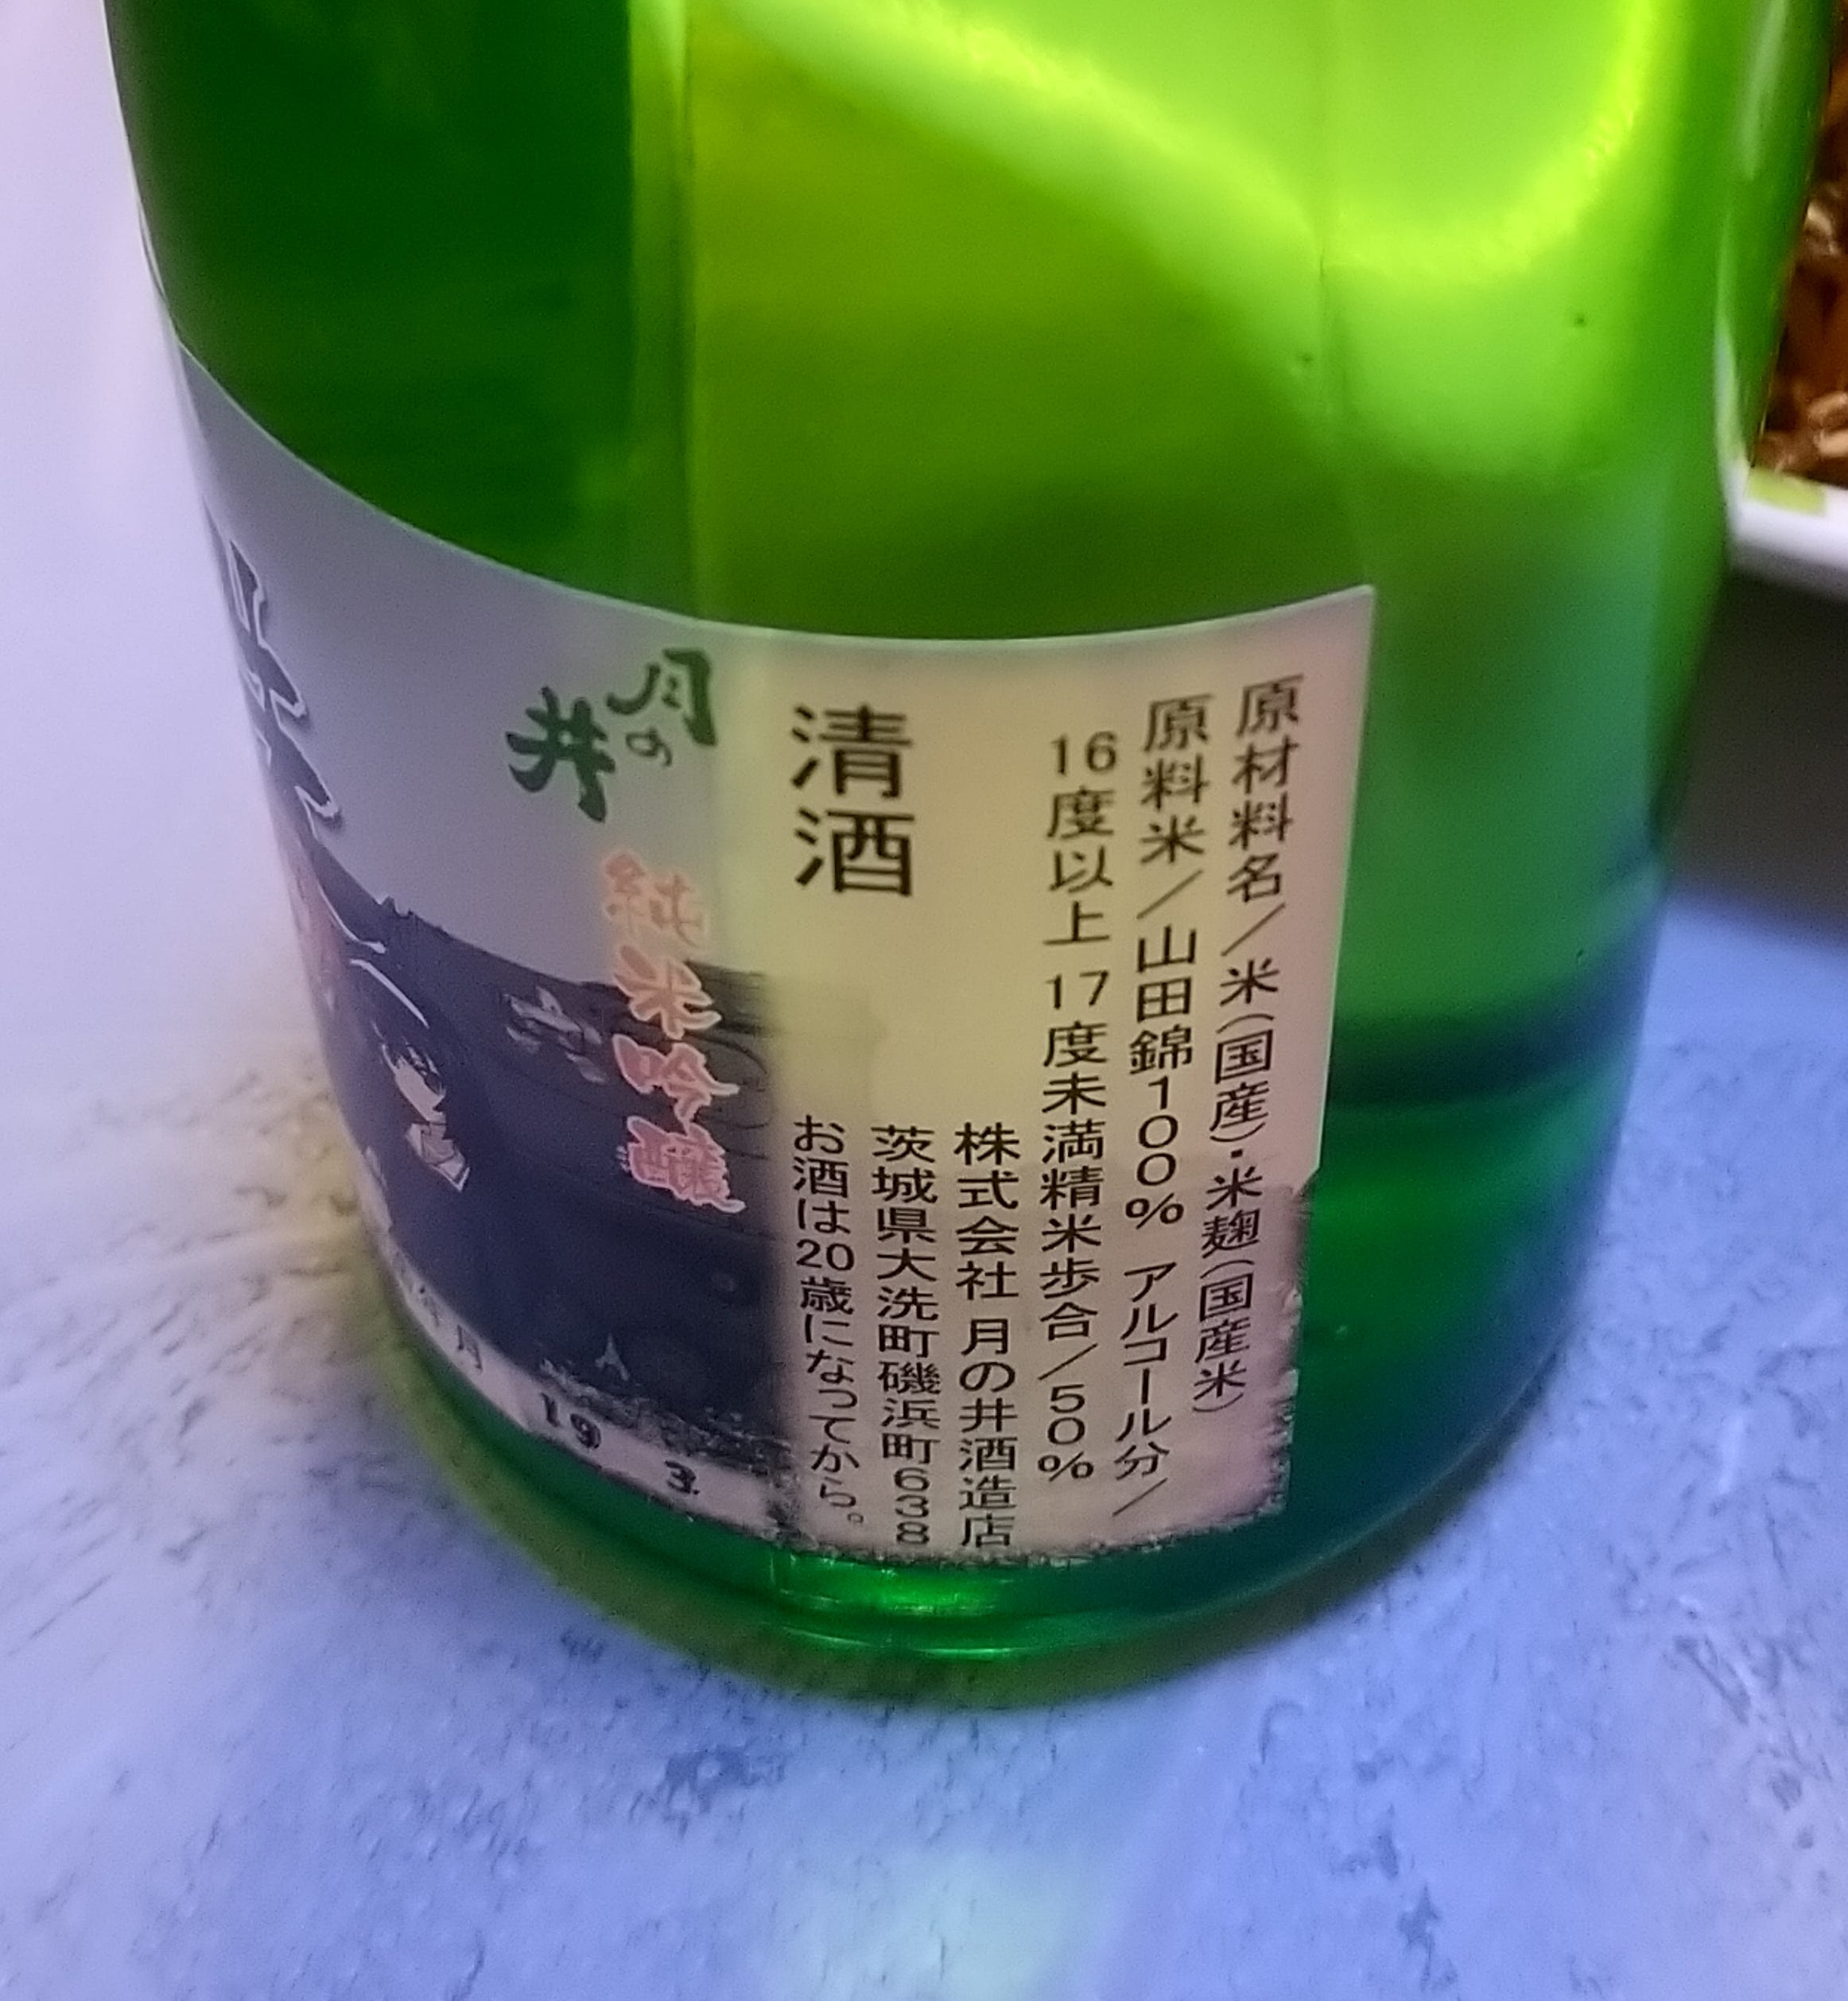 原材料名／米(国産)・米麹(国産米)
原料米／山田錦100% アルコール分／
16度以上 17度未満精米歩合／50%
株式会社 月の井酒造店
茨城県大洗町磯浜町638
お酒は20歳になってから。
清酒
月の
井
純米吟醸
年月
19 3